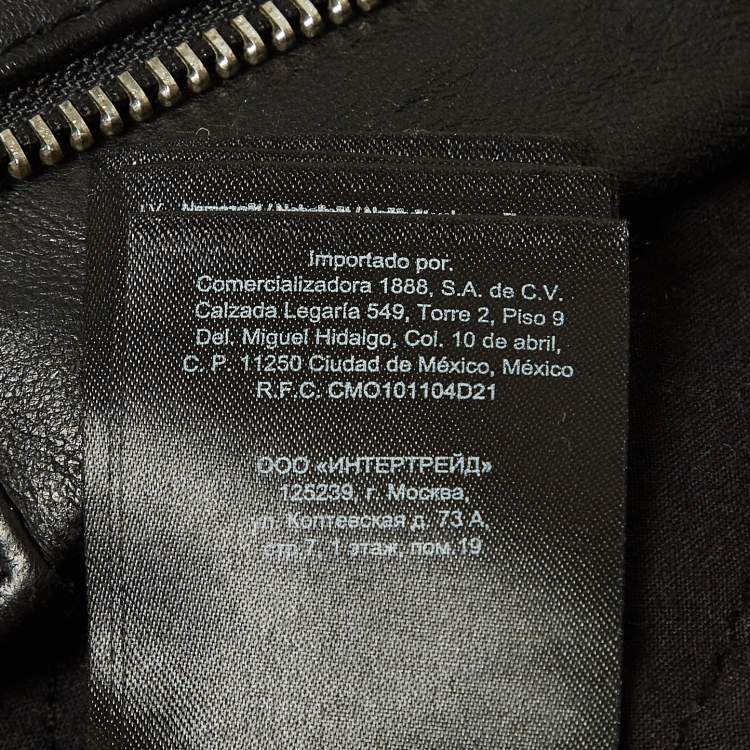 Importado por:
Comercializadora 1888, S.A. de C.V.
Calzada Legaría 549, Torre 2, Piso 9
Del. Miguel Hidalgo, Col. 10 de abril,
C. P. 11250 Ciudad de México, México
R.F.C. CMO101104D21
ООО «ИНТЕРТРЕЙД»
125239, г. Москва,
ул. Коптевская д. 73 А,
стр.7, 1 этаж, пом.19